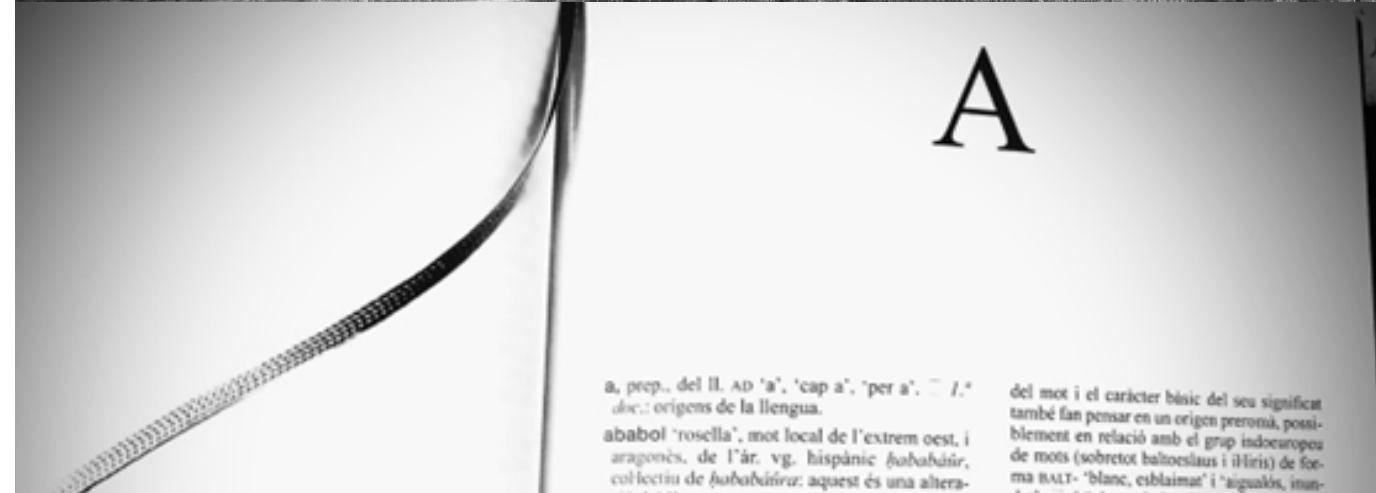 A
a, prep., del ll. AD 'a', 'cap a', 'per a'. 1.ª
doc.: orígens de la llengua.
ababol 'rosella', mot local de l'extrem oest, i
aragonès, de l'àr. vg. hispànic ḥababáur,
col·lectiu de ḥababáura: aquest és una altera-
del mot i el caràcter bàsic del seu significat
també fan pensar en un origen preromà, possi-
blement en relació amb el grup indoeuropeu
de mots (sobretot baltoeslaus i il·liris) de for-
ma BALT- 'blanc, esblaimat' i 'aigualós, inun-